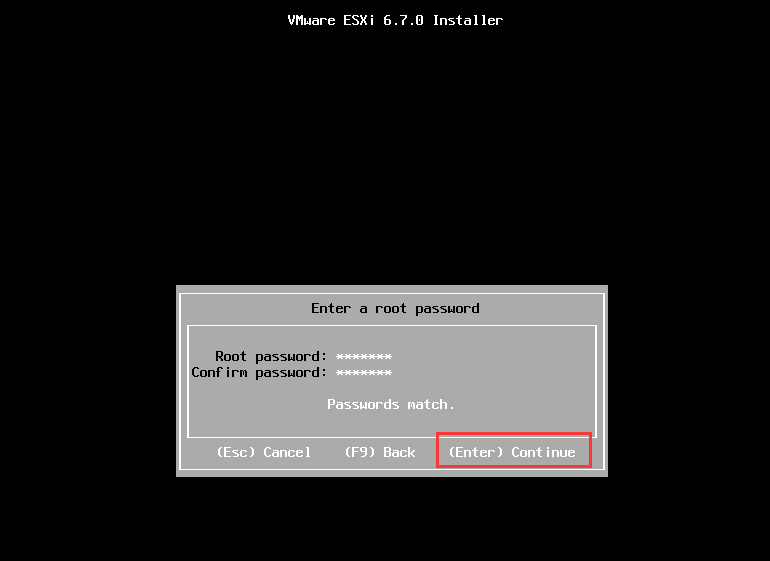 VMware ESXi 6.7.0 Installer
Enter a root password
Root password: *******
Confirm password: *******
Passwords match.
(Esc) Cancel (F9) Back (Enter) Continue